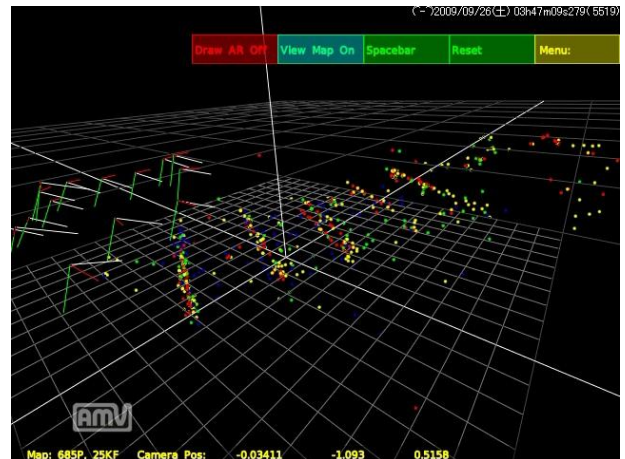 (^-^)2009/09/26(土) 03h47m09s279(5519)
Draw AR Off View Map On Spacebar Reset Menu:
AMV
Map: 685P, 25KF Camera Pos: -0.03411 -1.093 0.5158